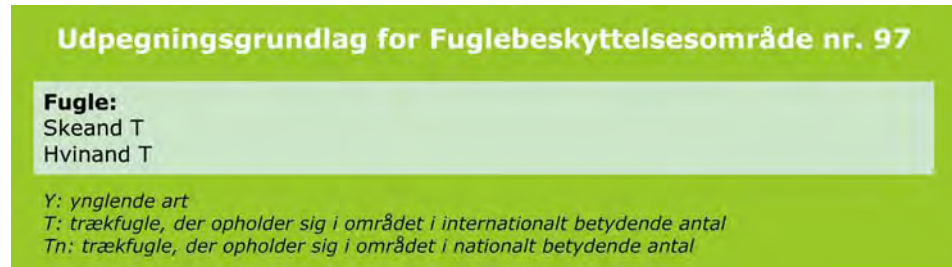 Udpegningsgrundlag for Fuglebeskyttelsesområde nr. 97
Fugle:
Skeand T
Hvinand T
Y: ynglende art
T: trækfugle, der opholder sig i området i internationalt betydende antal
Tn: trækfugle, der opholder sig i området i nationalt betydende antal